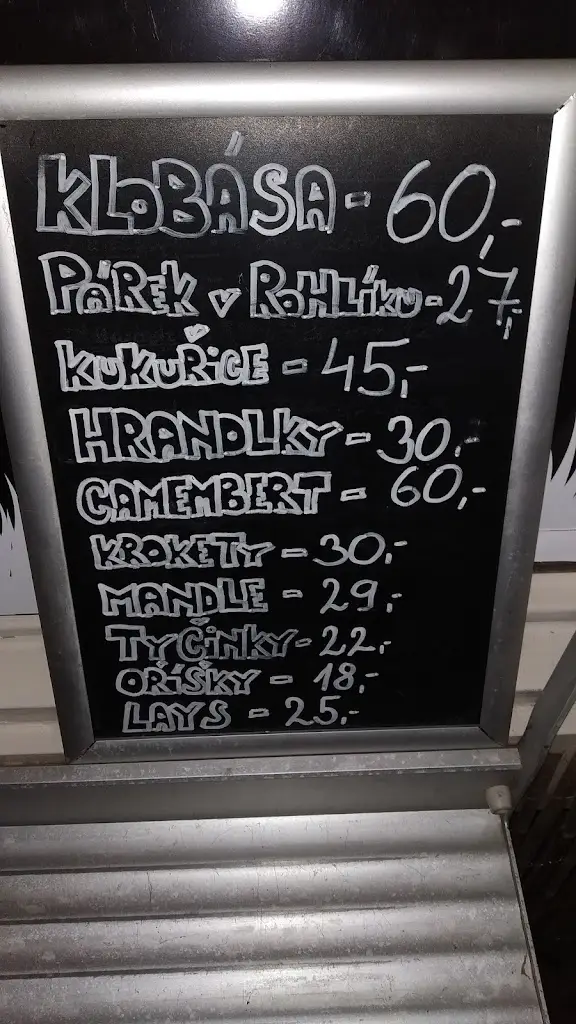 KLOBÁSA - 60,-
PÁREK v ROHLÍKU - 27,-
KUKUŘICE - 45,-
HRANOLKY - 30,-
CAMEMBERT - 60,-
KROKETY - 30,-
MANDLE - 29,-
TYČINKY - 22,-
OŘÍŠKY - 18,-
LAYS - 25,-